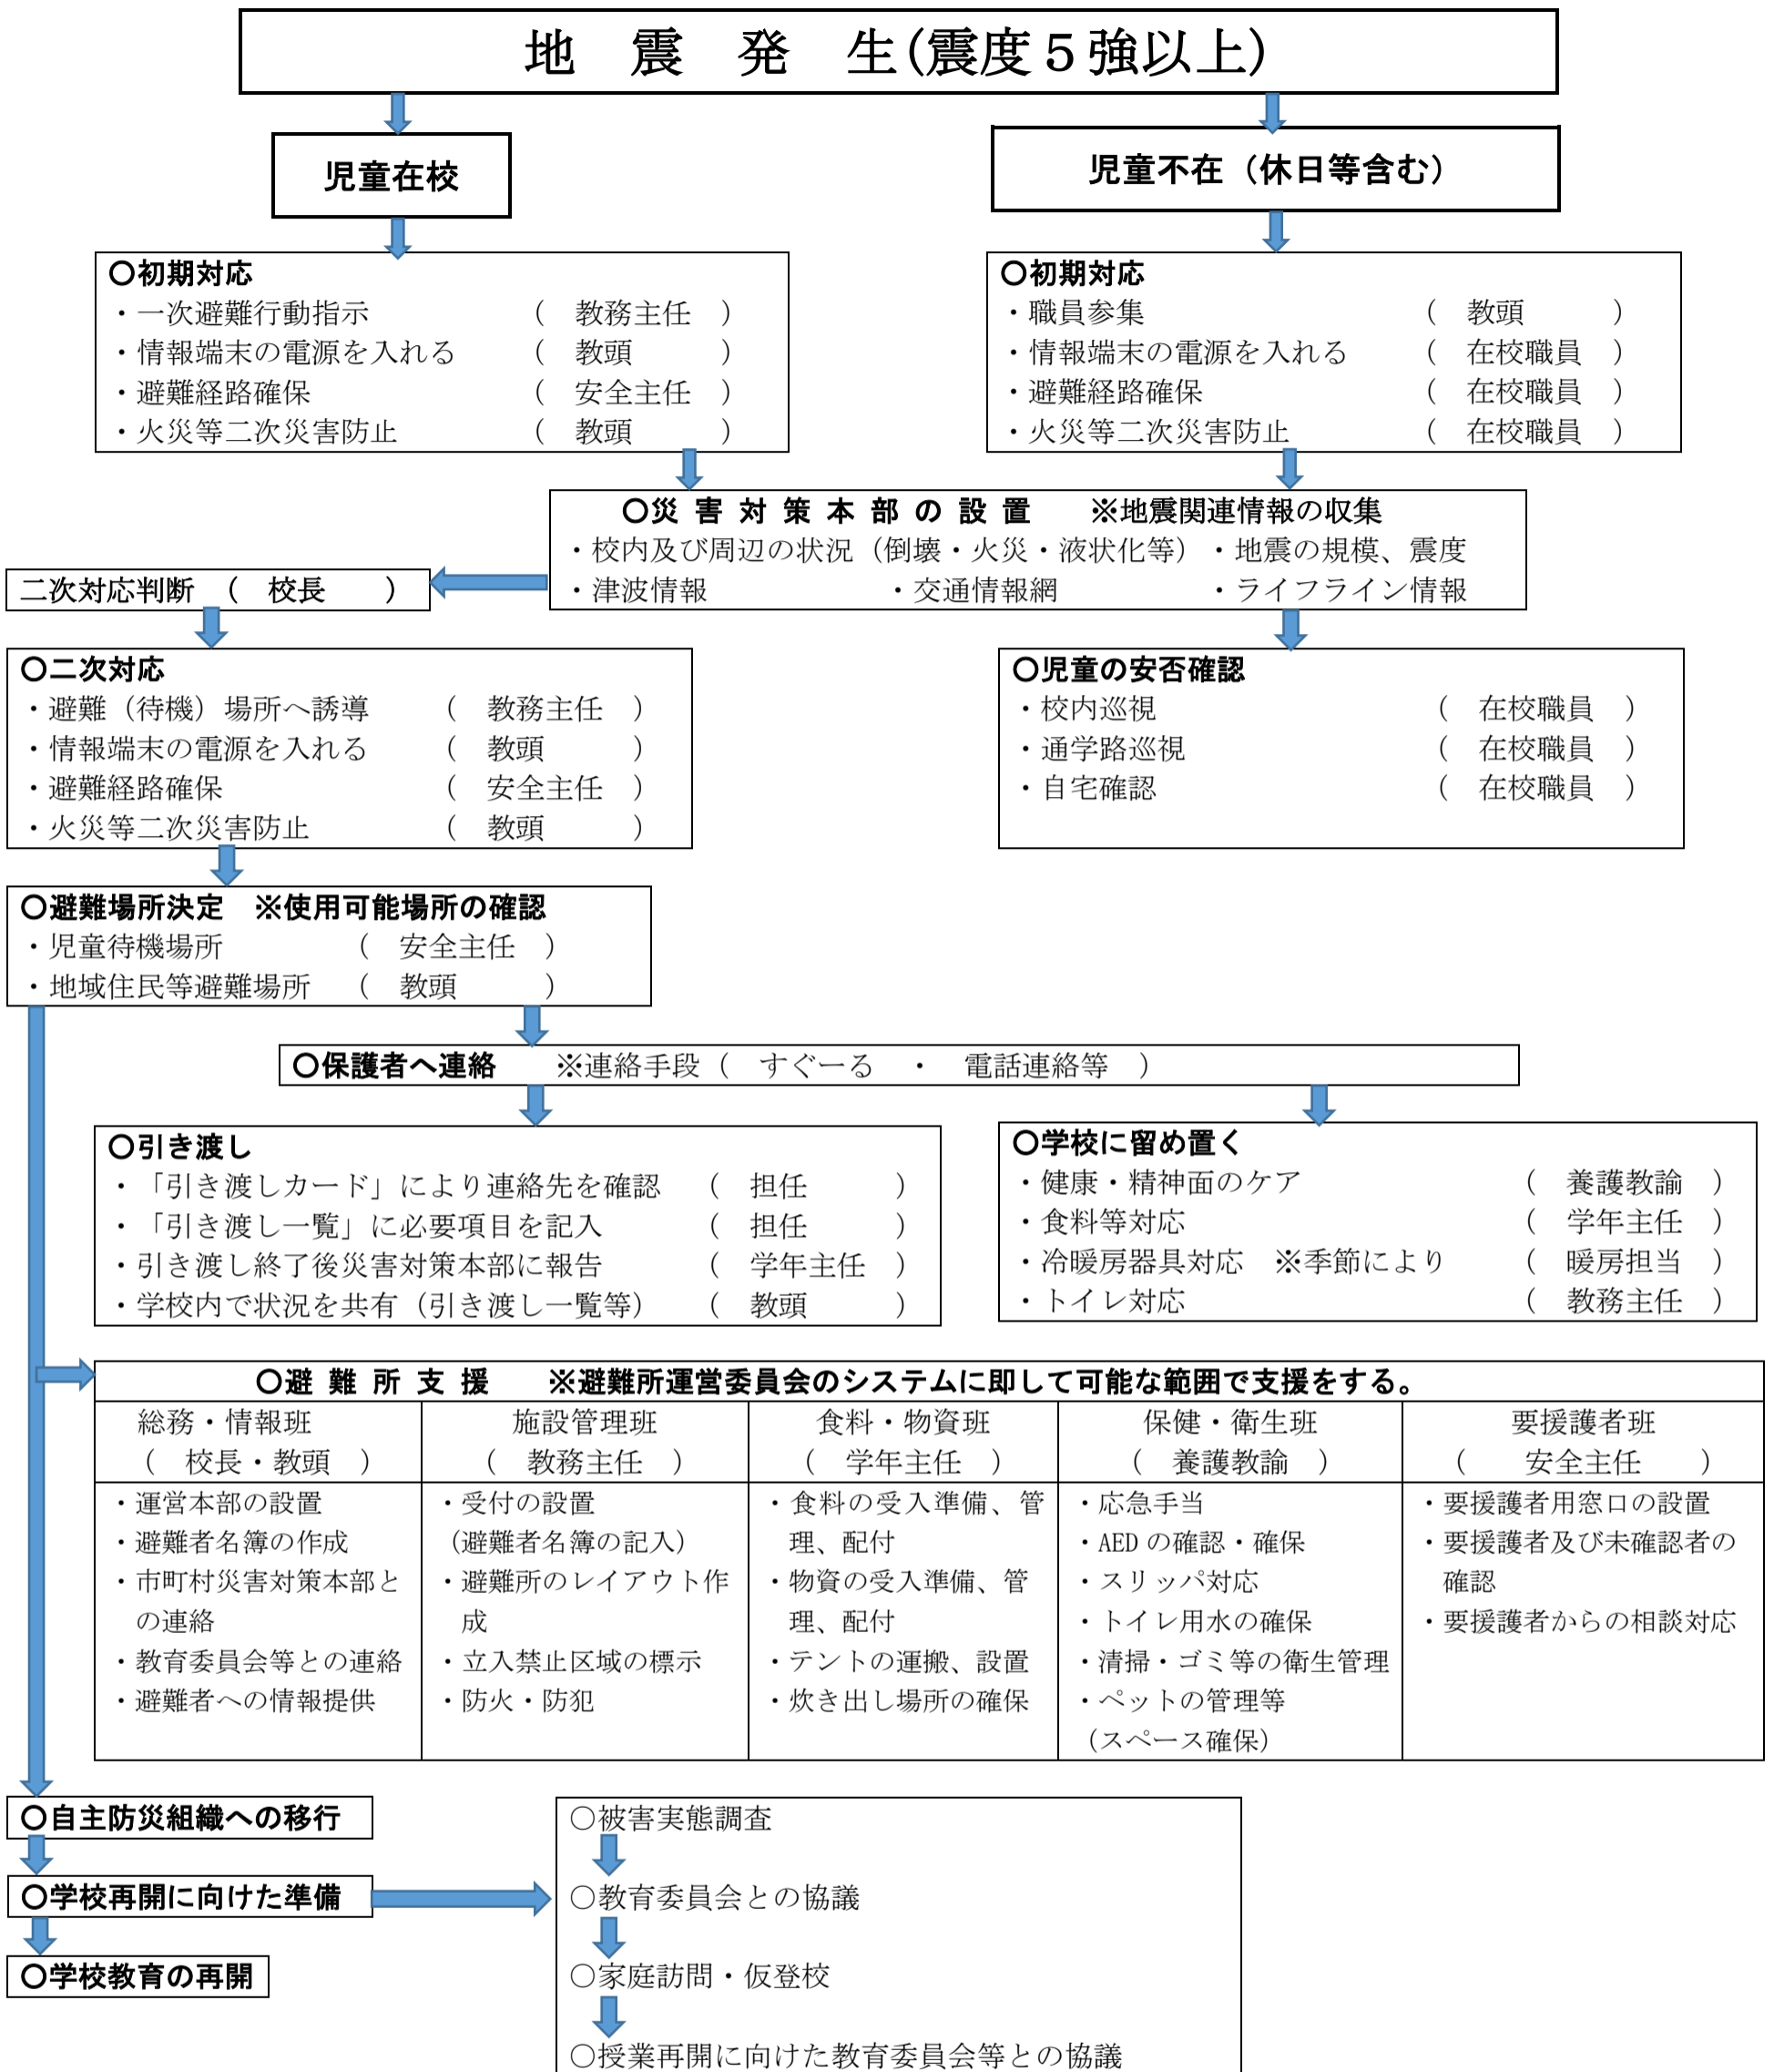 地　震　発　生(震度５強以上)
児童在校
児童不在（休日等含む）
〇初期対応
・一次避難行動指示　（　教務主任　）
・情報端末の電源を入れる　（　教頭　）
・避難経路確保　（　安全主任　）
・火災等二次災害防止　（　教頭　）
〇初期対応
・職員参集　（　教頭　）
・情報端末の電源を入れる　（　在校職員　）
・避難経路確保　（　在校職員　）
・火災等二次災害防止　（　在校職員　）
〇災 害 対 策 本 部 の 設 置　　※地震関連情報の収集
・校内及び周辺の状況（倒壊・火災・液状化等）・地震の規模、震度
・津波情報　・交通情報網　・ライフライン情報
二次対応判断　（　校長　）
〇二次対応
・避難（待機）場所へ誘導　（　教務主任　）
・情報端末の電源を入れる　（　教頭　）
・避難経路確保　（　安全主任　）
・火災等二次災害防止　（　教頭　）
〇児童の安否確認
・校内巡視　（　在校職員　）
・通学路巡視　（　在校職員　）
・自宅確認　（　在校職員　）
〇避難場所決定　※使用可能場所の確認
・児童待機場所　（　安全主任　）
・地域住民等避難場所　（　教頭　）
〇保護者へ連絡　　※連絡手段（　すぐーる　・　電話連絡等　）
〇引き渡し
・「引き渡しカード」により連絡先を確認　（　担任　）
・「引き渡し一覧」に必要項目を記入　（　担任　）
・引き渡し終了後災害対策本部に報告　（　学年主任　）
・学校内で状況を共有（引き渡し一覧等）　（　教頭　）
〇学校に留め置く
・健康・精神面のケア　（　養護教諭　）
・食料等対応　（　学年主任　）
・冷暖房器具対応　※季節により　（　暖房担当　）
・トイレ対応　（　教務主任　）
〇避 難 所 支 援　　※避難所運営委員会のシステムに即して可能な範囲で支援をする。
総務・情報班
（　校長・教頭　）
・運営本部の設置
・避難者名簿の作成
・市町村災害対策本部と
の連絡
・教育委員会等との連絡
・避難者への情報提供
施設管理班
（　教務主任　）
・受付の設置
（避難者名簿の記入）
・避難所のレイアウト作
成
・立入禁止区域の標示
・防火・防犯
食料・物資班
（　学年主任　）
・食料の受入準備、管
理、配付
・物資の受入準備、管
理、配付
・テントの運搬、設置
・炊き出し場所の確保
保健・衛生班
（　養護教諭　）
・応急手当
・AED の確認・確保
・スリッパ対応
・トイレ用水の確保
・清掃・ゴミ等の衛生管理
・ペットの管理等
（スペース確保）
要援護者班
（　安全主任　）
・要援護者用窓口の設置
・要援護者及び未確認者の
確認
・要援護者からの相談対応
〇自主防災組織への移行
〇学校再開に向けた準備
〇学校教育の再開
○被害実態調査
○教育委員会との協議
○家庭訪問・仮登校
○授業再開に向けた教育委員会等との協議